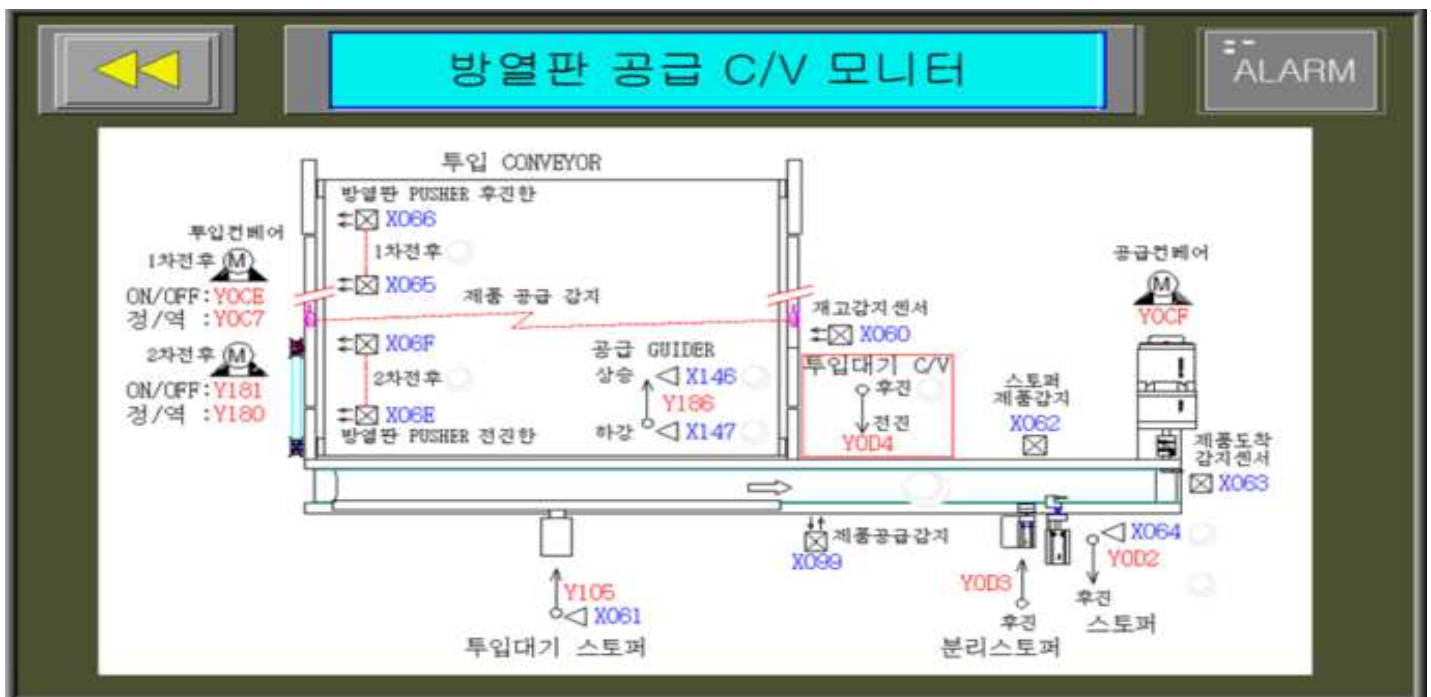 방열판 공급 C/V 모니터
ALARM
투입 CONVEYOR
방열판 PUSHER 후진한
X066
1차전후
X065
제품 공급 감지
X06F
2차전후
X06E
방열판 PUSHER 전진한
투입컨베어
1차전후 M
ON/OFF:Y0CE
정/역 :Y0C7
2차전후 M
ON/OFF:Y181
정/역 :Y180
공급 GUIDER
상승 X146
Y186
하강 X147
재고감지센서
X060
투입대기 C/V
후진
전진
Y0D4
스토퍼
제품감지
X062
공급컨베어
M
Y0CF
제품도착
감지센서
X063
제품공급감지
X099
Y105
X061
투입대기 스토퍼
Y0D3
후진
분리스토퍼
X064
Y0D2
후진
스토퍼